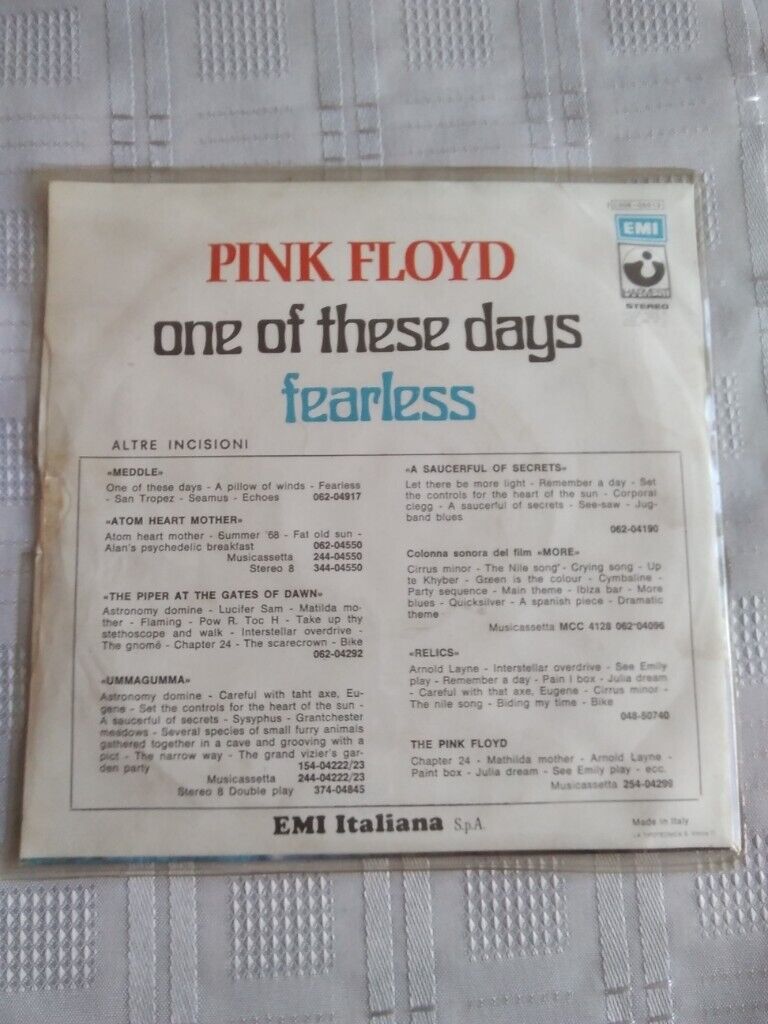 EMI
HARVEST
STEREO
PINK FLOYD
one of these days
fearless
ALTRE INCISIONI
«MEDDLE»
One of these days - A pillow of winds - Fearless
- San Tropez - Seamus - Echoes 062-04917
«ATOM HEART MOTHER»
Atom heart mother - Summer '68 - Fat old sun -
Alan's psychedelic breakfast 062-04550
Musicassetta 244-04550
Stereo 8 344-04550
«THE PIPER AT THE GATES OF DAWN»
Astronomy domine - Lucifer Sam - Matilda mo-
ther - Flaming - Pow R. Toc H - Take up thy
stethoscope and walk - Interstellar overdrive -
The gnome - Chapter 24 - The scarecrown - Bike
062-04292
«UMMAGUMMA»
Astronomy domine - Careful with taht axe, Eu-
gene - Set the controls for the heart of the sun -
A saucerful of secrets - Sysyphus - Grantchester
meadows - Several species of small furry animals
gathered together in a cave and grooving with a
pict - The narrow way - The grand vizier's gar-
den party 154-04222/23
Musicassetta 244-04222/23
Stereo 8 Double play 374-04845
«A SAUCERFUL OF SECRETS»
Let there be more light - Remember a day - Set
the controls for the heart of the sun - Corporal
clegg - A saucerful of secrets - See-saw - Jug-
band blues
062-04190
Colonna sonora del film «MORE»
Cirrus minor - The Nile song - Crying song - Up
te Khyber - Green is the colour - Cymbaline -
Party sequence - Main theme - Ibiza bar - More
blues - Quicksilver - A spanish piece - Dramatic
theme
Musicassetta MCC 4128 062-04096
«RELICS»
Arnold Layne - Interstellar overdrive - See Emily
play - Remember a day - Pain I box - Julia dream
- Careful with that axe, Eugene - Cirrus minor -
The nile song - Biding my time - Bike
048-50740
THE PINK FLOYD
Chapter 24 - Mathilda mother - Arnold Layne -
Paint box - Julia dream - See Emily play - ecc.
Musicassetta 254-04299
EMI Italiana S.p.A.
Made in Italy